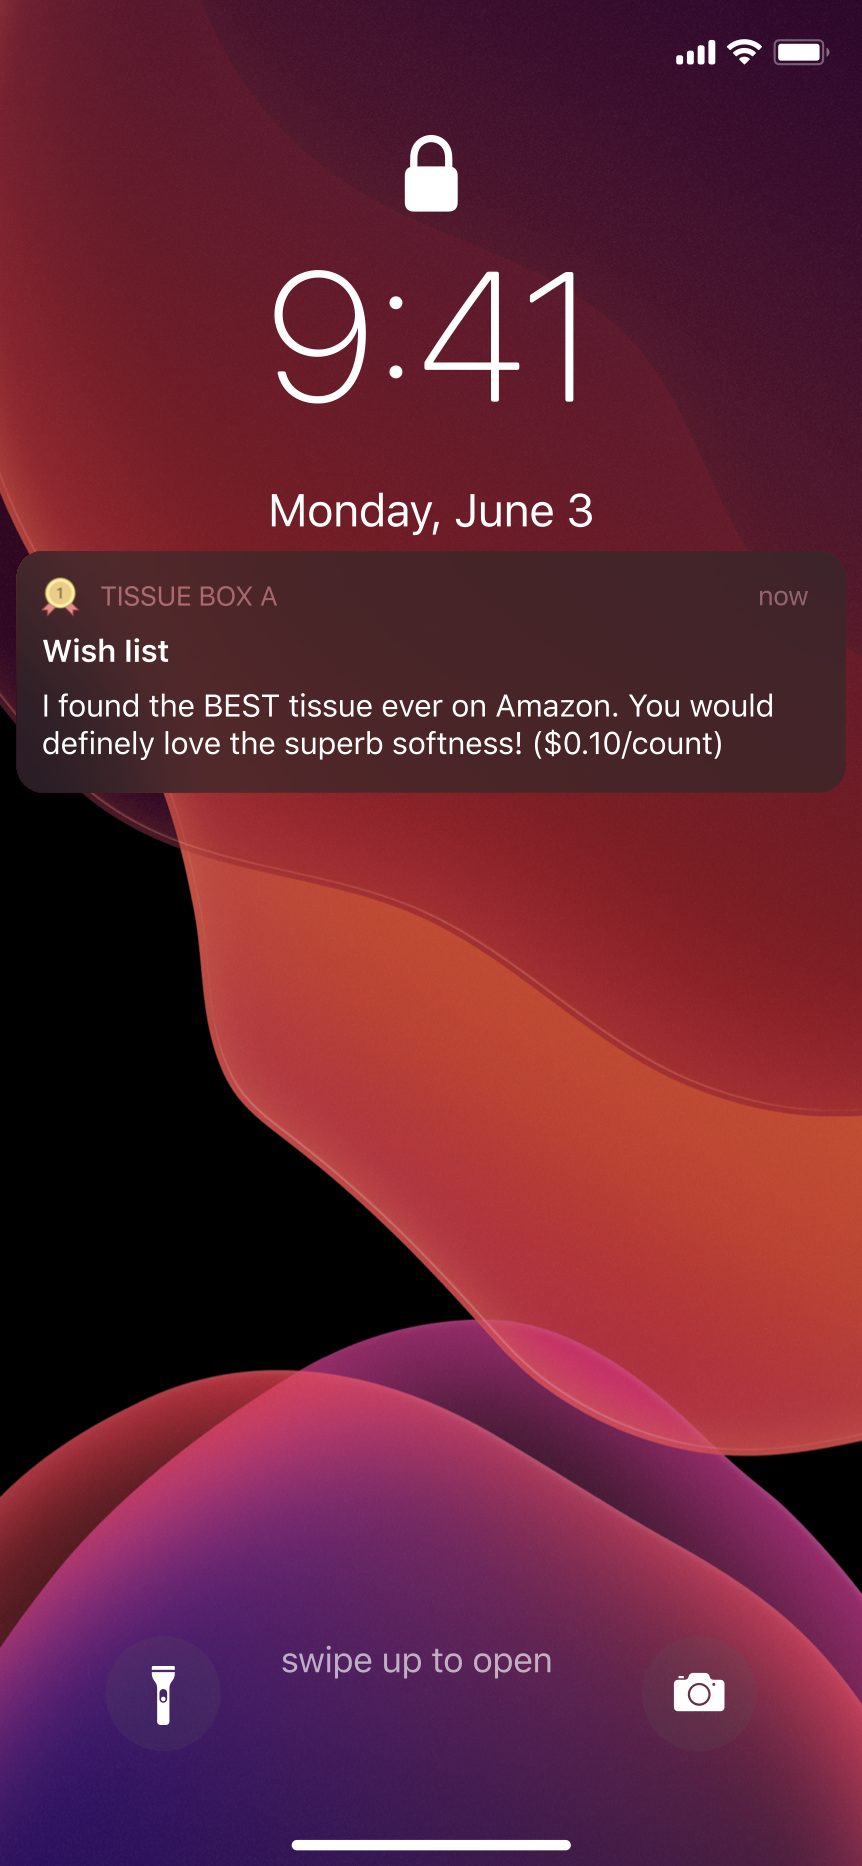 9:41
Monday, June 3
1
TISSUE BOX A
now
Wish list
I found the BEST tissue ever on Amazon. You would
definely love the superb softness! ($0.10/count)
swipe up to open